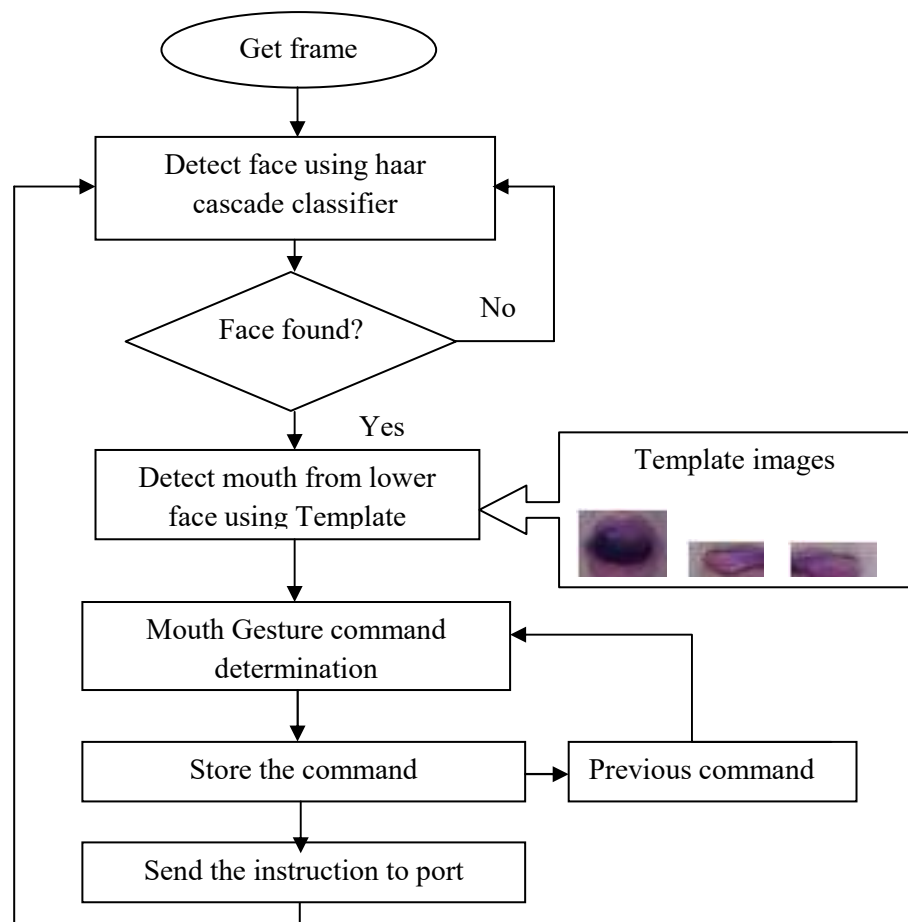 Get frame
Detect face using haar
cascade classifier
No
Face found?
Yes
Template images
Detect mouth from lower
face using Template
Mouth Gesture command
determination
Store the command
Previous command
Send the instruction to port